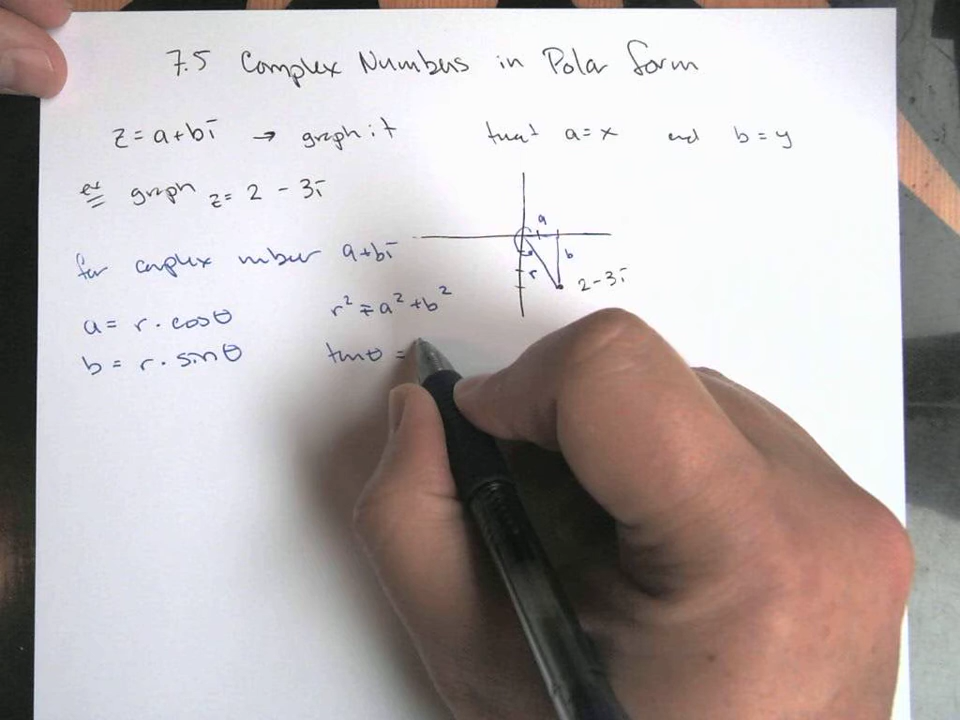 7.5 Complex Numbers in Polar form
z = a + bi → graph it treat a = x and b = y
ex graph z = 2 - 3i
a
for complex number a + bi
b
r
2 - 3i
a = r · cosθ r² = a² + b²
b = r · sinθ tanθ =